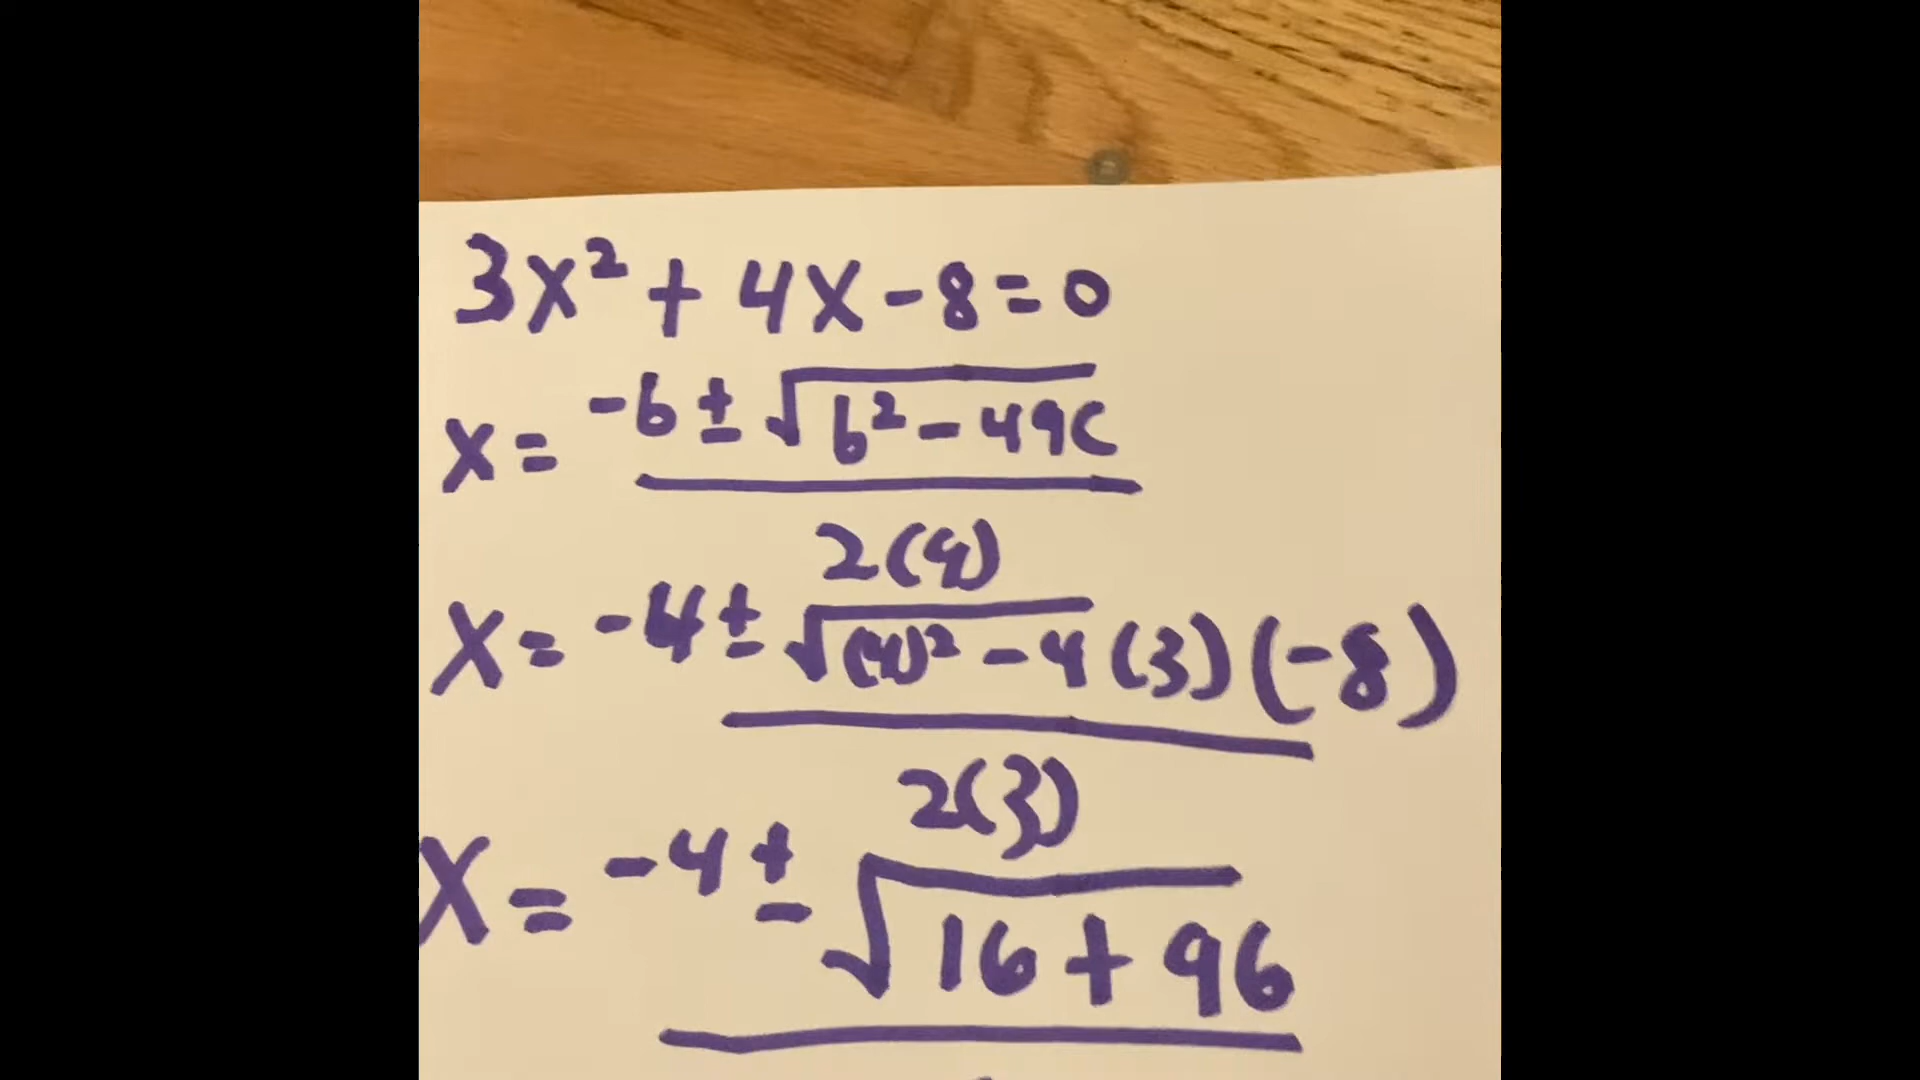 3x² + 4x - 8 = 0
x = -b ± √b² - 4ac
2(a)
x = -4 ± √(4)² - 4(3)(-8)
2(3)
x = -4 ± √16 + 96